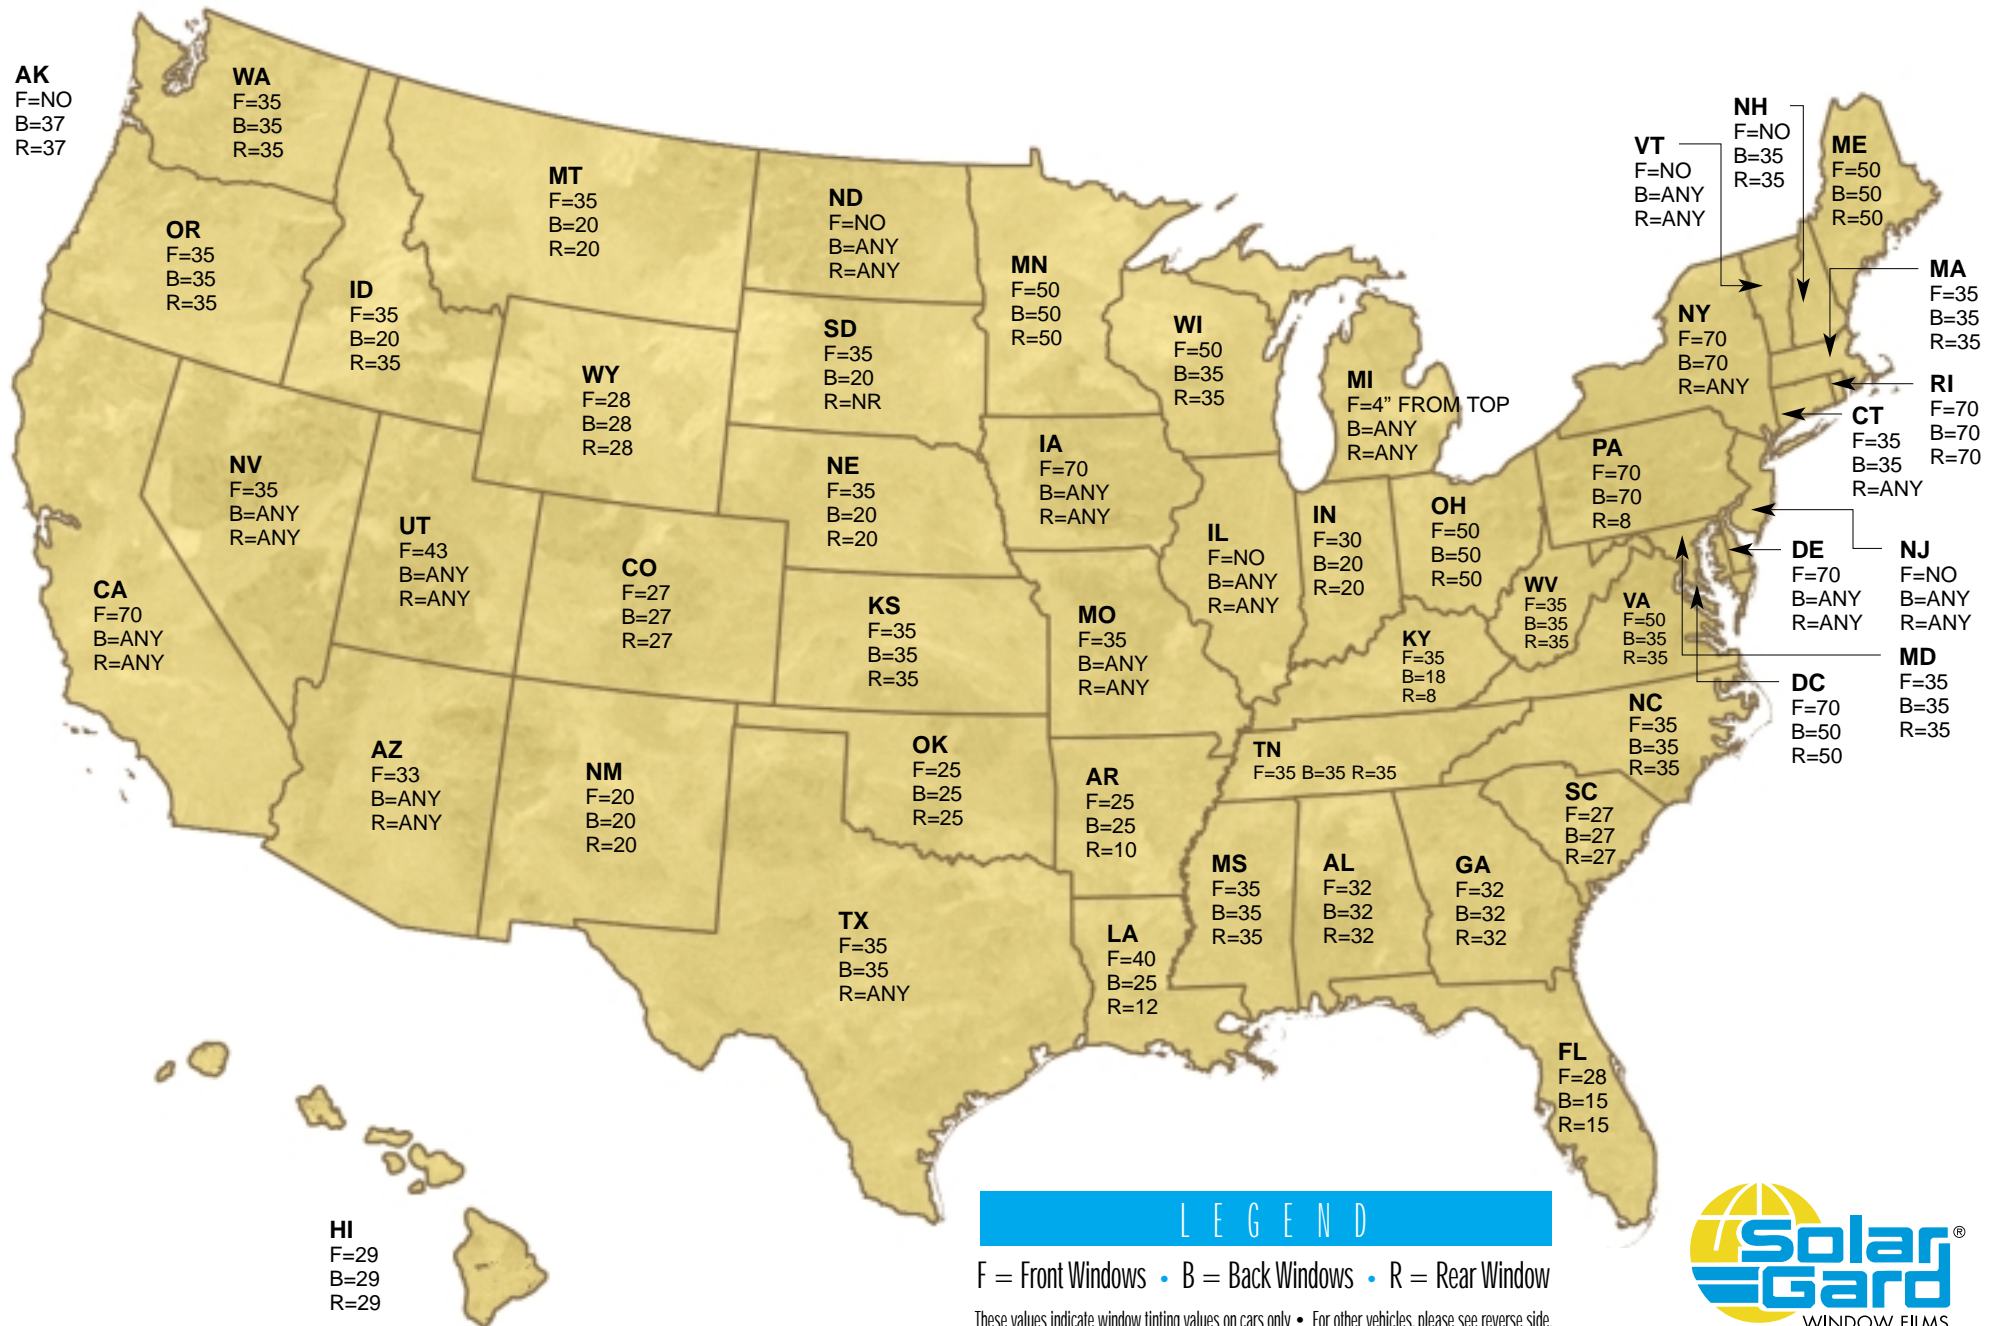 AK
F=NO
B=37
R=37
WA
F=35
B=35
R=35
OR
F=35
B=35
R=35
ID
F=35
B=20
R=35
MT
F=35
B=20
R=20
ND
F=NO
B=ANY
R=ANY
MN
F=50
B=50
R=50
SD
F=35
B=20
R=NR
WY
F=28
B=28
R=28
WI
F=50
B=35
R=35
MI
F=4” FROM TOP
B=ANY
R=ANY
VT
F=NO
B=ANY
R=ANY
NH
F=NO
B=35
R=35
ME
F=50
B=50
R=50
MA
F=35
B=35
R=35
NY
F=70
B=70
R=ANY
RI
F=70
B=70
R=70
CT
F=35
B=35
R=ANY
NV
F=35
B=ANY
R=ANY
UT
F=43
B=ANY
R=ANY
CA
F=70
B=ANY
R=ANY
CO
F=27
B=27
R=27
NE
F=35
B=20
R=20
IA
F=70
B=ANY
R=ANY
IL
F=NO
B=ANY
R=ANY
IN
F=30
B=20
R=20
OH
F=50
B=50
R=50
PA
F=70
B=70
R=8
KS
F=35
B=35
R=35
MO
F=35
B=ANY
R=ANY
KY
F=35
B=18
R=8
WV
F=35
B=35
R=35
VA
F=50
B=35
R=35
DE
F=70
B=ANY
R=ANY
NJ
F=NO
B=ANY
R=ANY
MD
F=35
B=35
R=35
DC
F=70
B=50
R=50
AZ
F=33
B=ANY
R=ANY
NM
F=20
B=20
R=20
OK
F=25
B=25
R=25
AR
F=25
B=25
R=10
TN
F=35 B=35 R=35
NC
F=35
B=35
R=35
SC
F=27
B=27
R=27
TX
F=35
B=35
R=ANY
LA
F=40
B=25
R=12
MS
F=35
B=35
R=35
AL
F=32
B=32
R=32
GA
F=32
B=32
R=32
FL
F=28
B=15
R=15
HI
F=29
B=29
R=29
LEGEND
F = Front Windows • B = Back Windows • R = Rear Window
These values indicate window tinting values on cars only • For other vehicles, please see reverse side.
Solar ®
Gard
WINDOW FILMS